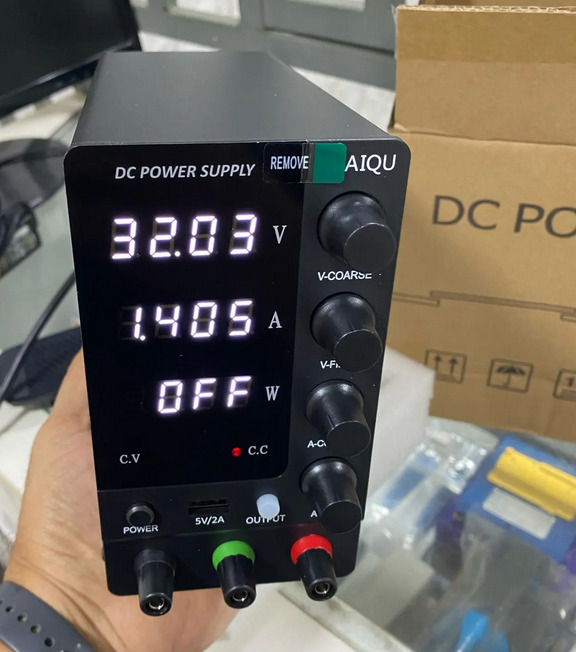 DC POWER SUPPLY
REMOVE
AIQU
32.03 V
V-COARSE
1.405 A
OFF W
C.V
C.C
POWER
5V/2A
OUTPUT
DC PO